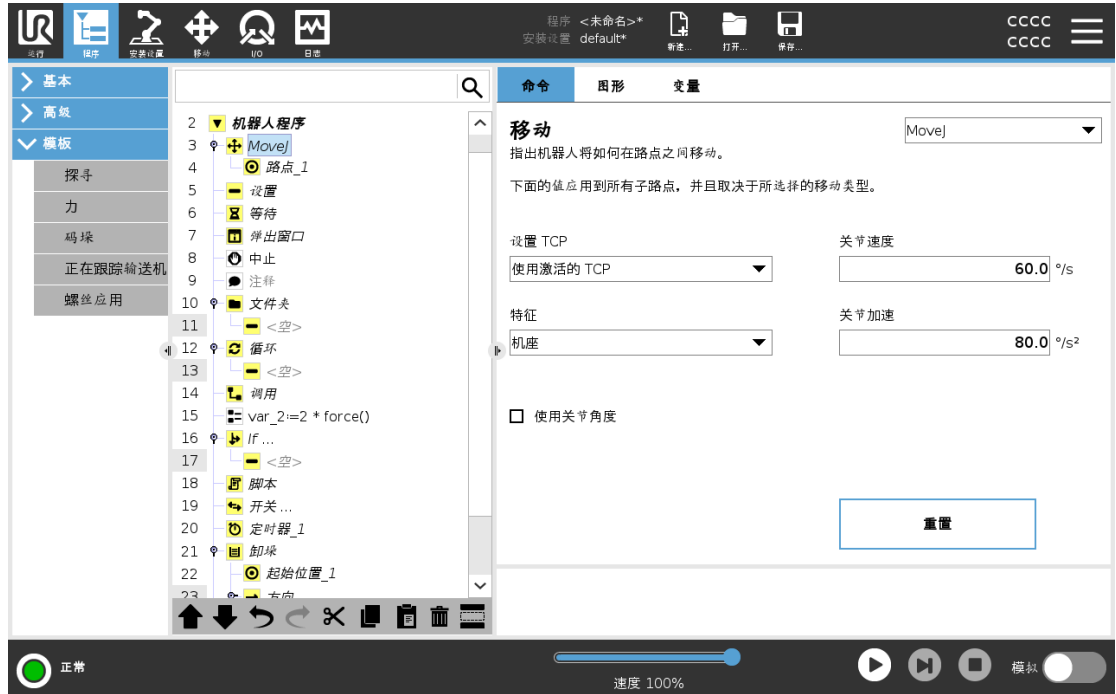 UR
运行
程序
安装设置
移动
I/O
日志
程序 <未命名>*
安装设置 default*
新建...
打开...
保存...
CCCC
CCCC
基本
高级
模板
探寻
力
码垛
正在跟踪输送机
螺丝应用
2 机器人程序
3 MoveJ
4 路点_1
5 设置
6 等待
7 弹出窗口
8 中止
9 注释
10 文件夹
11 <空>
12 循环
13 <空>
14 调用
15 var_2:=2 * force()
16 If ...
17 <空>
18 脚本
19 开关 ...
20 定时器_1
21 卸垛
22 起始位置_1
23 方向
命令
图形
变量
移动
MoveJ
指出机器人将如何在路点之间移动。
下面的值应用到所有子路点，并且取决于所选择的移动类型。
设置 TCP
关节速度
使用激活的 TCP
60.0 °/s
特征
关节加速
机座
80.0 °/s²
使用关节角度
重置
正常
速度 100%
模拟